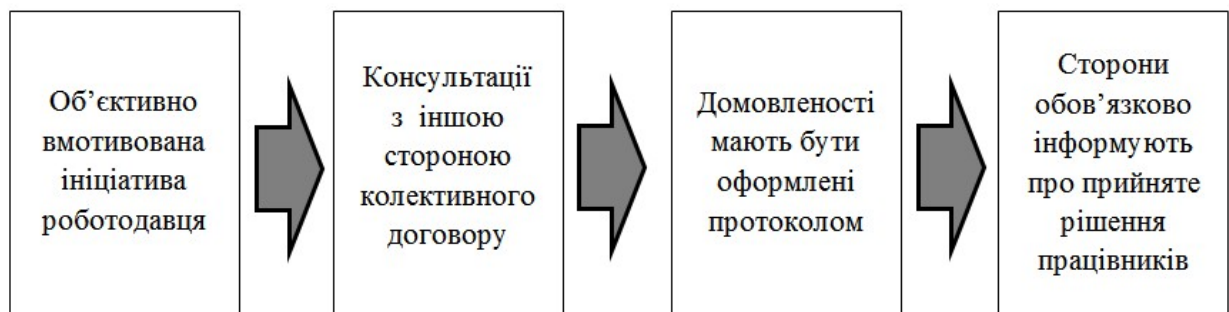 Об’єктивно
вмотивована
ініціатива
роботодавця
Консультації
з іншою
стороною
колективного
договору
Домовленості
мають бути
оформлені
протоколом
Сторони
обов’язково
інформують
про прийняте
рішення
працівників